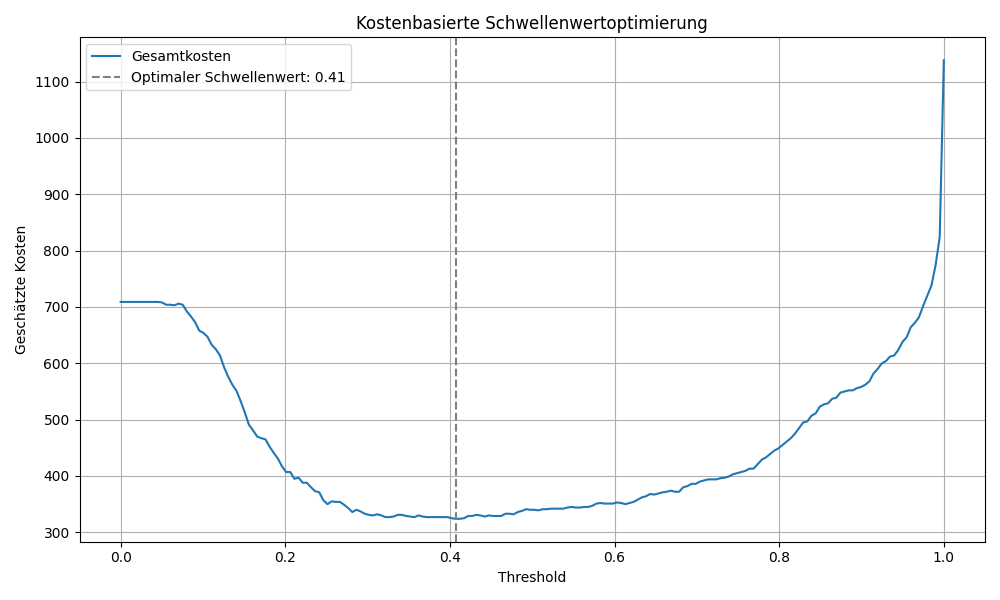 Kostenbasierte Schwellenwertoptimierung
Gesamtkosten
Optimaler Schwellenwert: 0.41
Geschätzte Kosten
1100
1000
900
800
700
600
500
400
300
0.0 0.2 0.4 0.6 0.8 1.0
Threshold